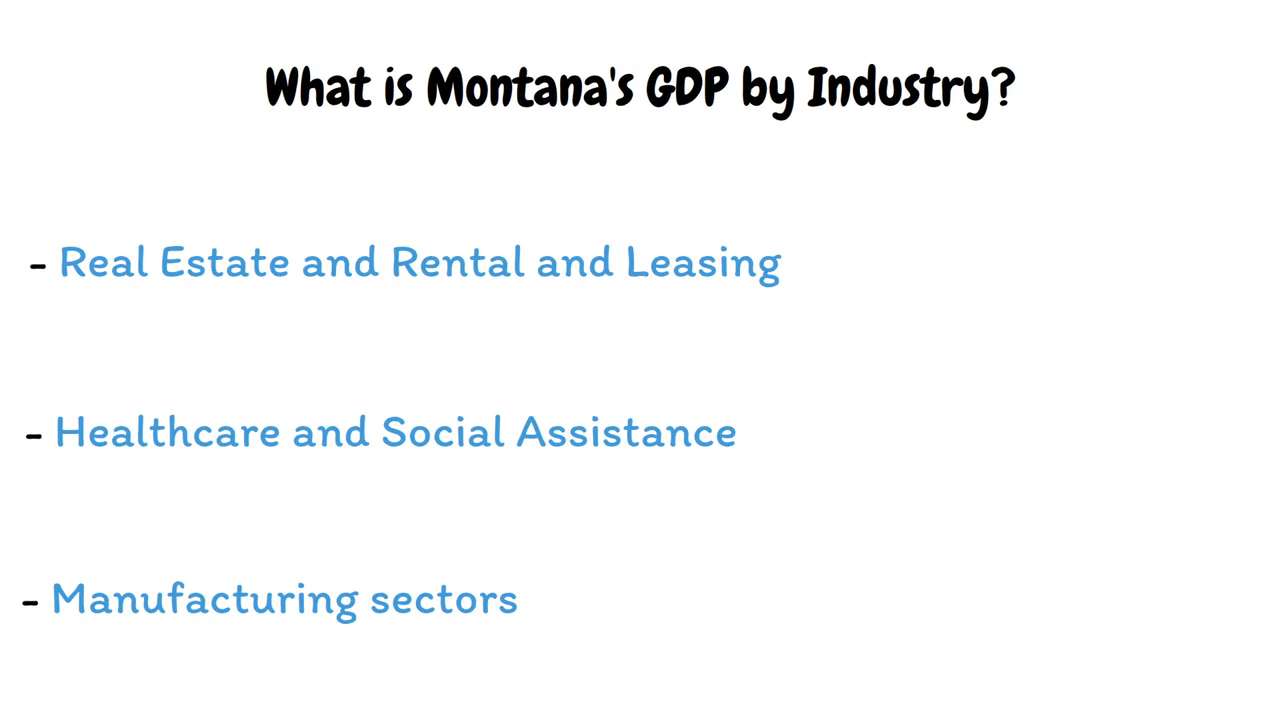 What is Montana's GDP by Industry?
- Real Estate and Rental and Leasing
- Healthcare and Social Assistance
- Manufacturing sectors